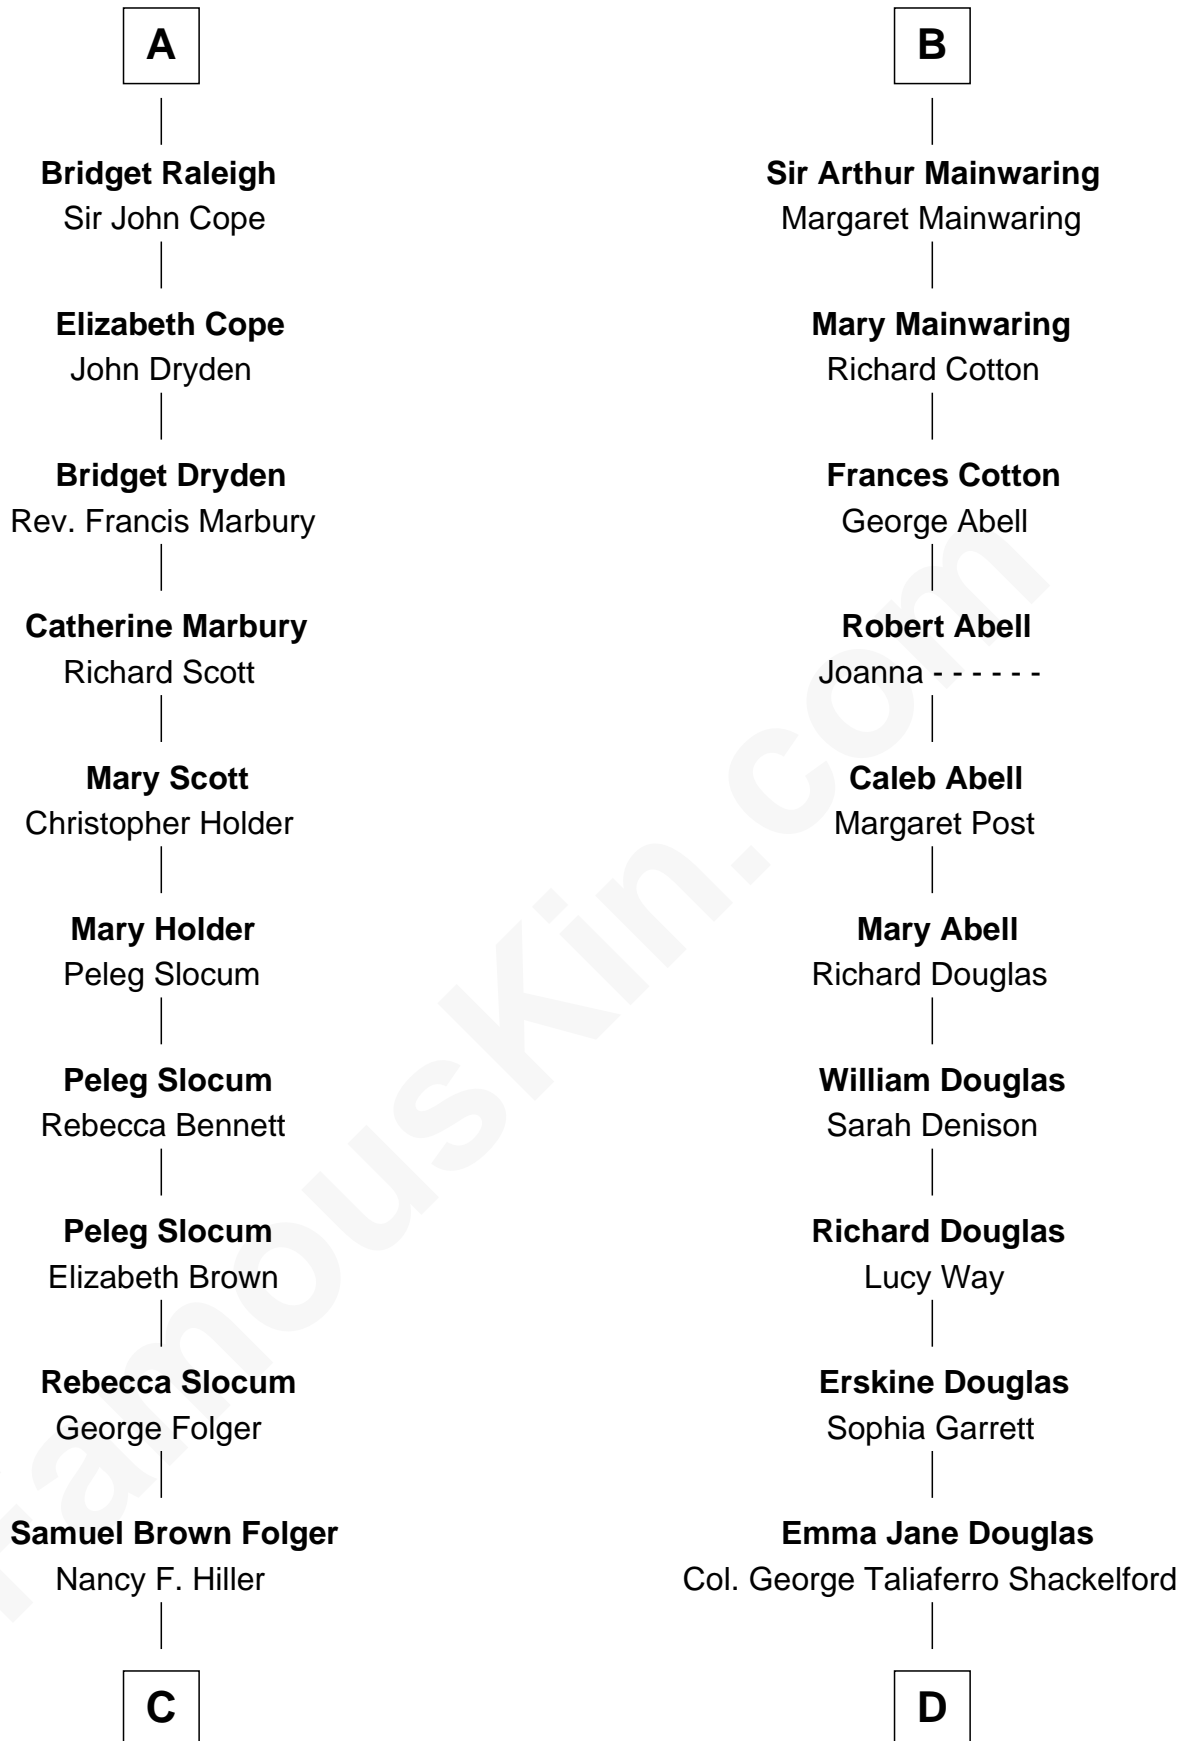 A
Bridget Raleigh
Sir John Cope
Elizabeth Cope
John Dryden
Bridget Dryden
Rev. Francis Marbury
Catherine Marbury
Richard Scott
Mary Scott
Christopher Holder
Mary Holder
Peleg Slocum
Peleg Slocum
Rebecca Bennett
Peleg Slocum
Elizabeth Brown
Rebecca Slocum
George Folger
Samuel Brown Folger
Nancy F. Hiller
C
B
Sir Arthur Mainwaring
Margaret Mainwaring
Mary Mainwaring
Richard Cotton
Frances Cotton
George Abell
Robert Abell
Joanna - - - - - -
Caleb Abell
Margaret Post
Mary Abell
Richard Douglas
William Douglas
Sarah Denison
Richard Douglas
Lucy Way
Erskine Douglas
Sophia Garrett
Emma Jane Douglas
Col. George Taliaferro Shackelford
D
FamousKin.com